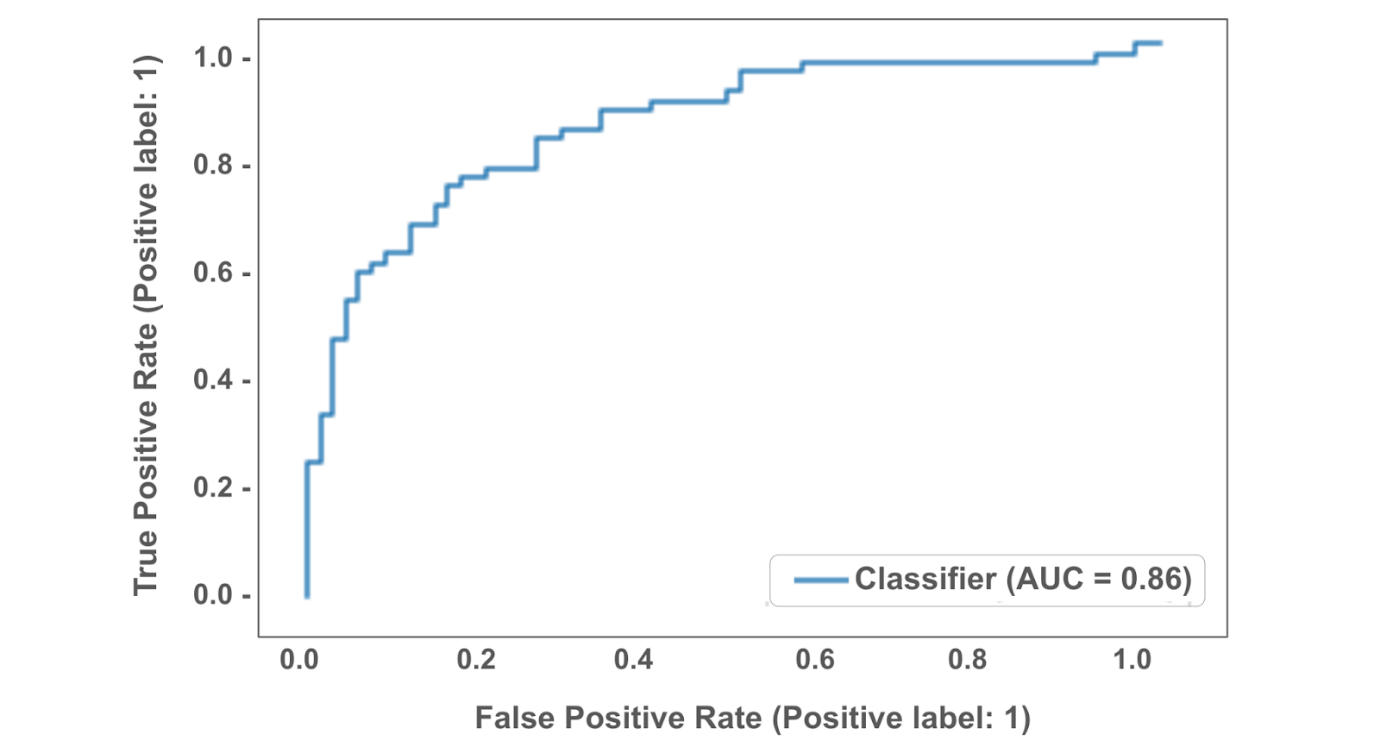 True Positive Rate (Positive label: 1)
1.0 -
0.8 -
0.6 -
0.4 -
0.2 -
0.0 -
Classifier (AUC = 0.86)
0.0 0.2 0.4 0.6 0.8 1.0
False Positive Rate (Positive label: 1)